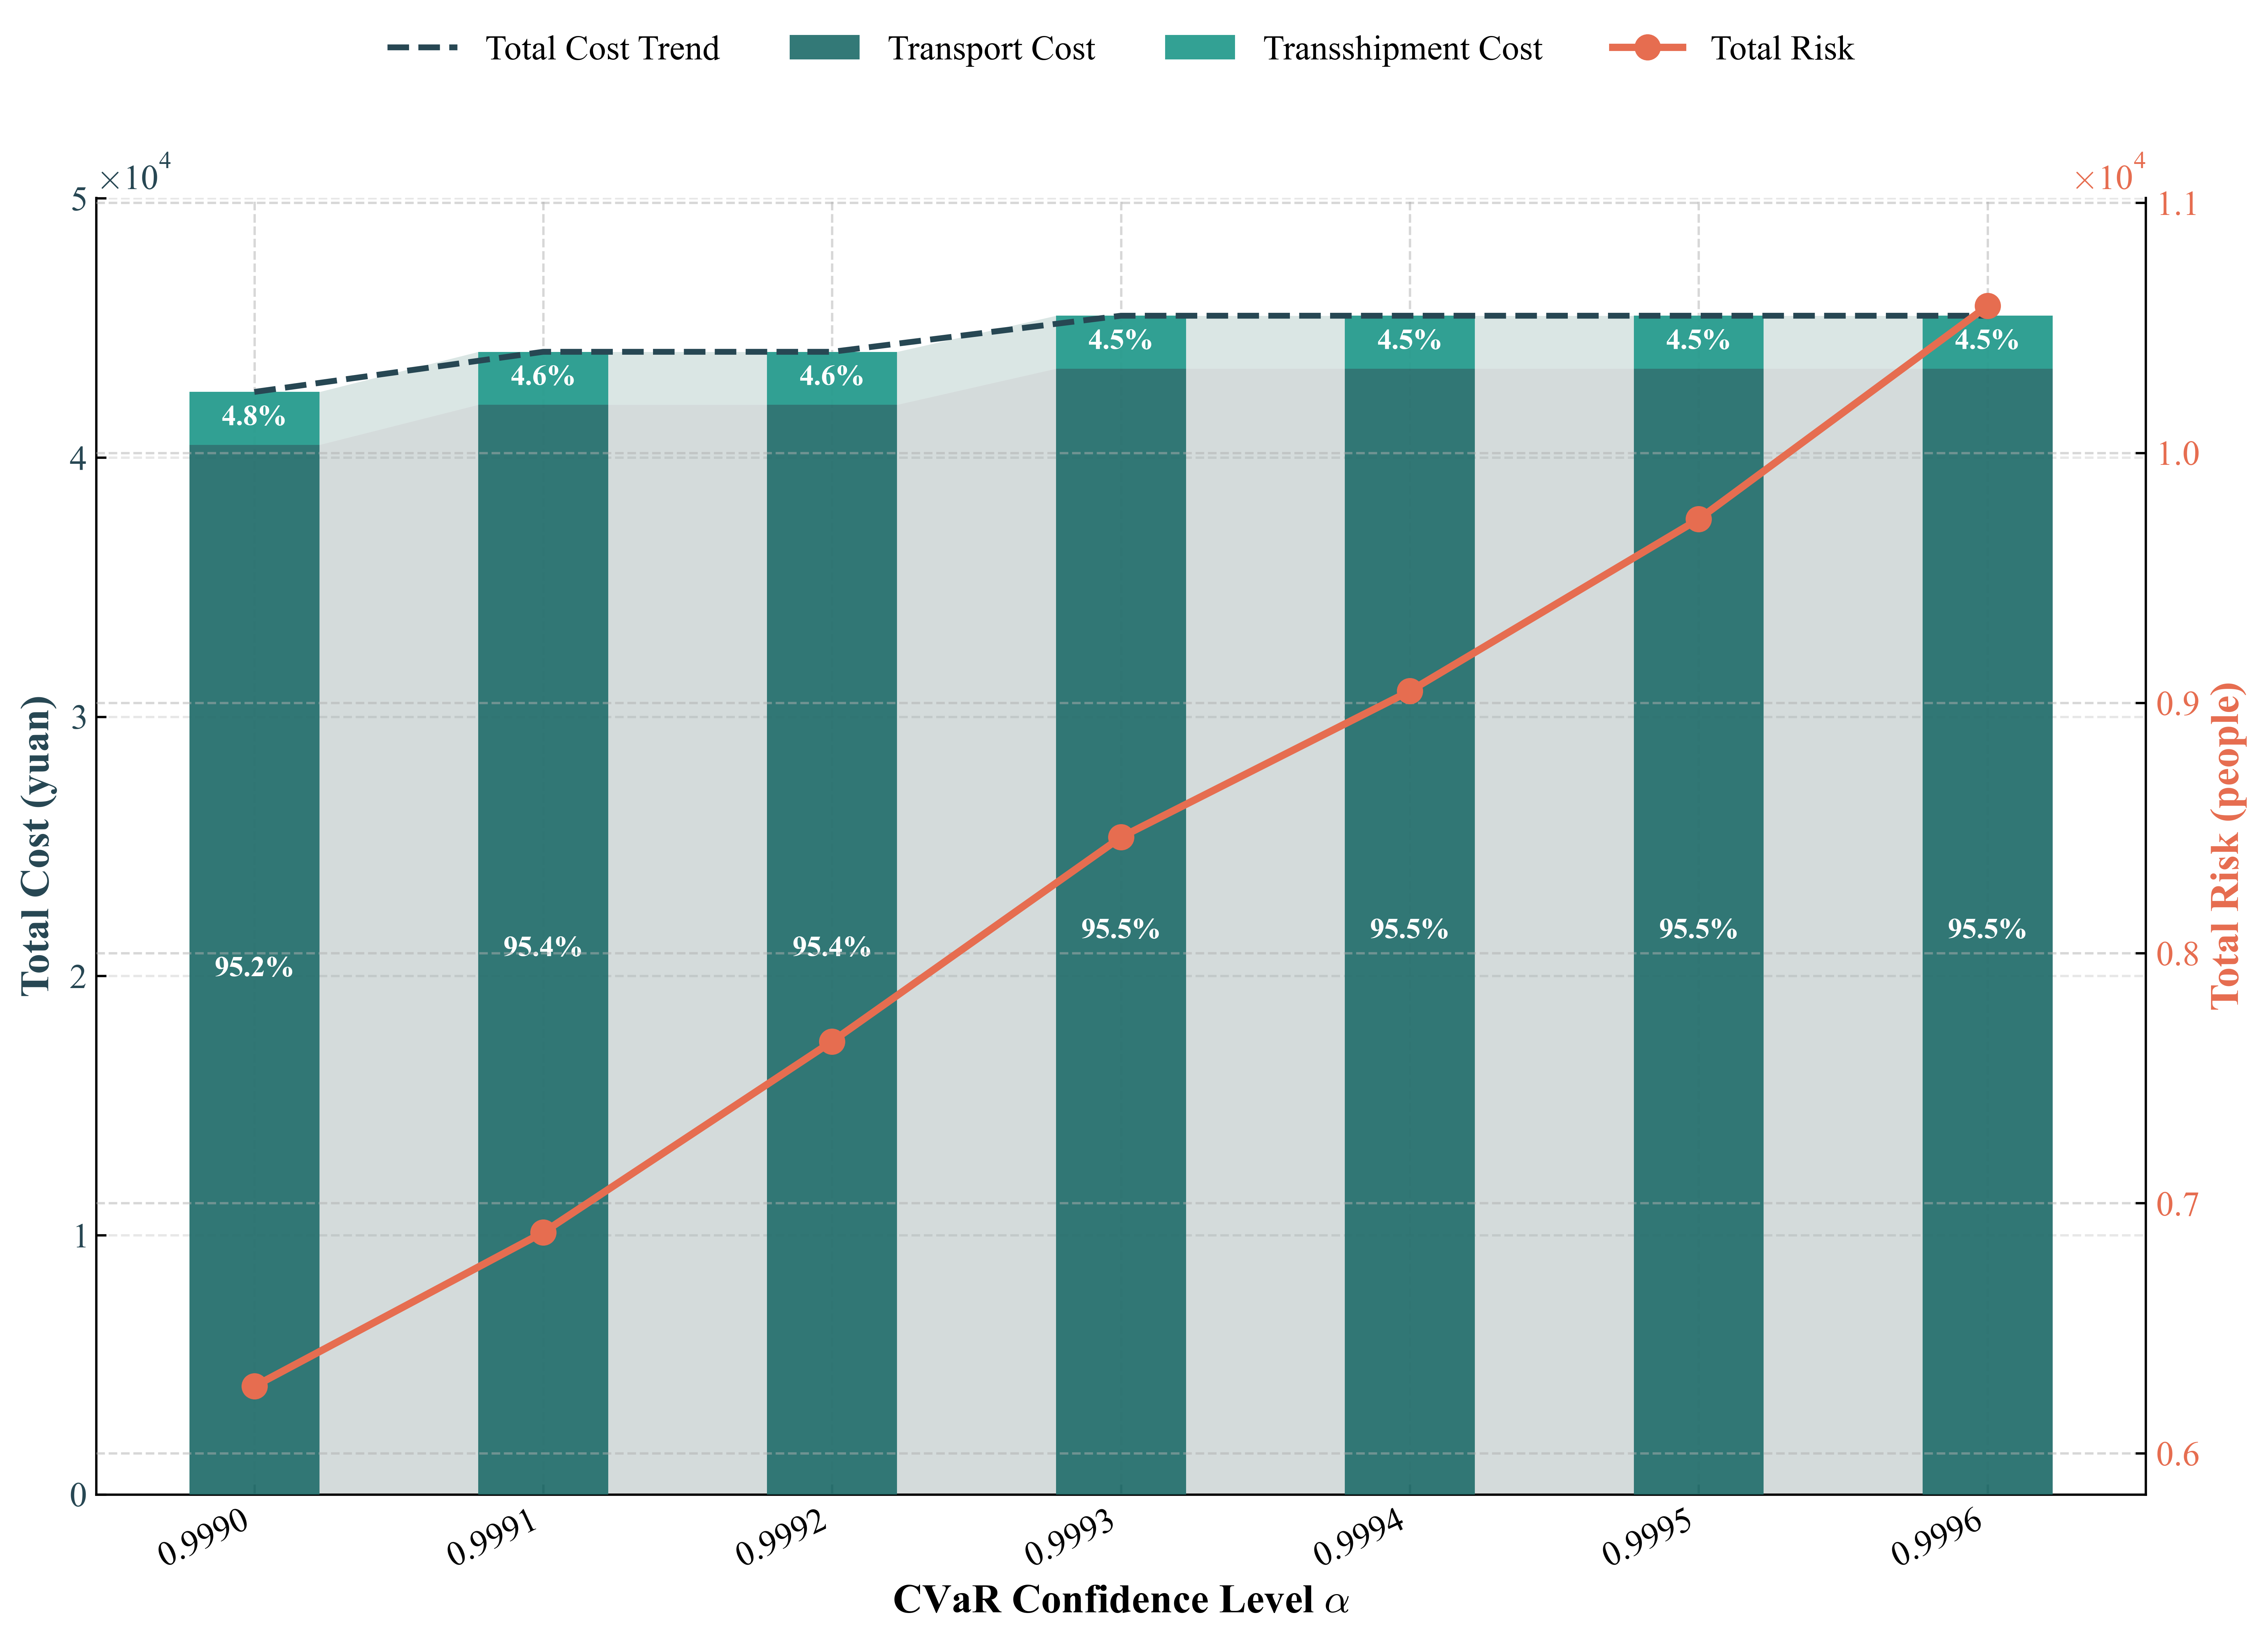 Total Cost Trend Transport Cost Transshipment Cost Total Risk
×10^4 ×10^4
5 1.1
4.5% 4.5% 4.5% 4.5%
4.6% 4.6%
4.8%
4 1.0
3 0.9
95.5% 95.5% 95.5% 95.5%
95.4% 95.4% 0.8
95.2%
2
1 0.7
0.6
0
Total Cost (yuan)
Total Risk (people)
0.9990 0.9991 0.9992 0.9993 0.9994 0.9995 0.9996
CVaR Confidence Level α